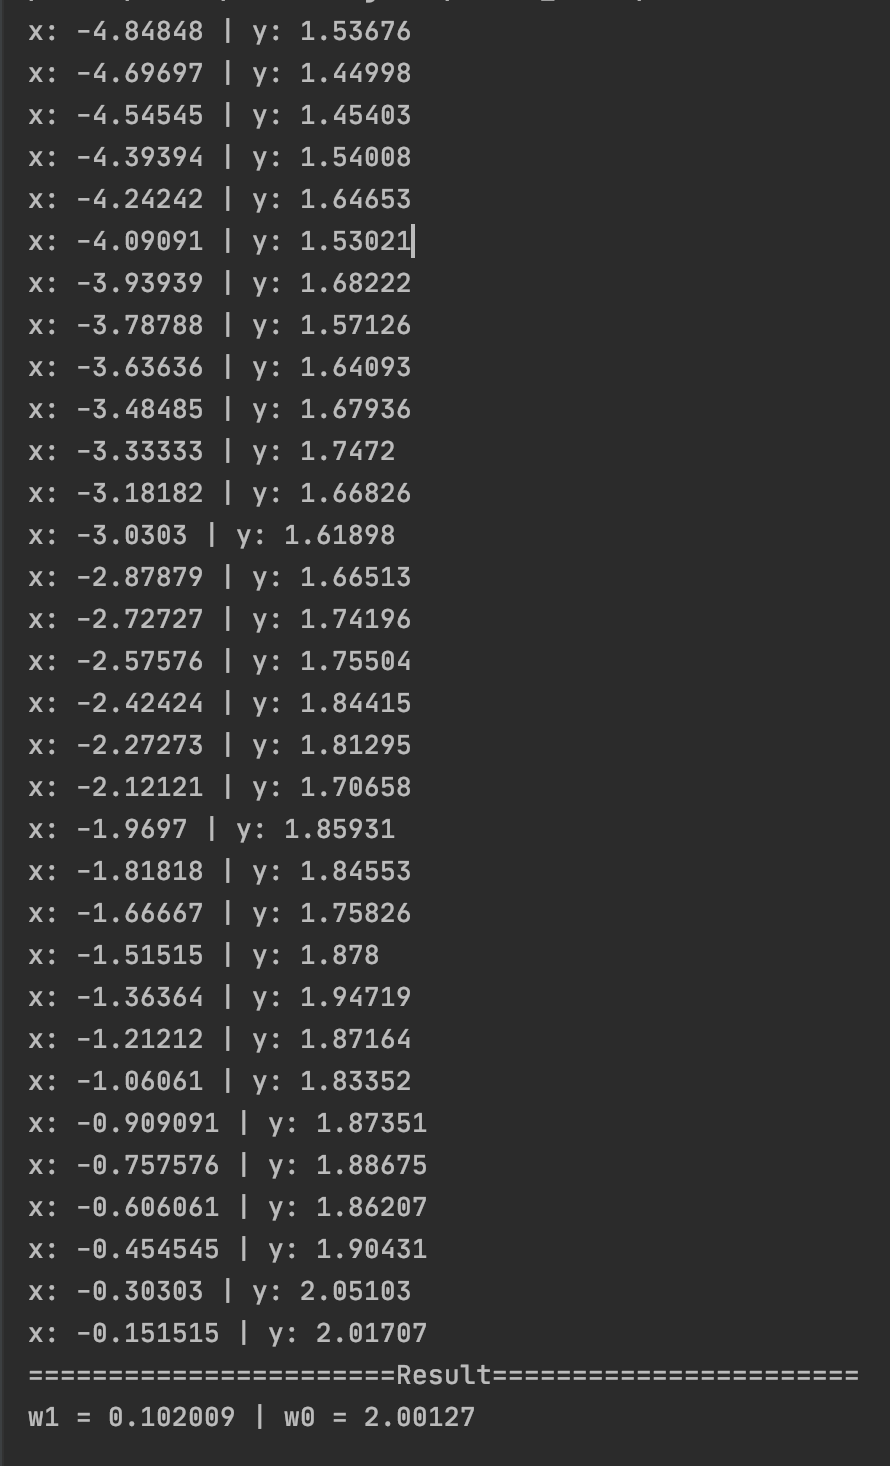 x: -4.84848 | y: 1.53676
x: -4.69697 | y: 1.44998
x: -4.54545 | y: 1.45403
x: -4.39394 | y: 1.54008
x: -4.24242 | y: 1.64653
x: -4.09091 | y: 1.53021
x: -3.93939 | y: 1.68222
x: -3.78788 | y: 1.57126
x: -3.63636 | y: 1.64093
x: -3.48485 | y: 1.67936
x: -3.33333 | y: 1.7472
x: -3.18182 | y: 1.66826
x: -3.0303 | y: 1.61898
x: -2.87879 | y: 1.66513
x: -2.72727 | y: 1.74196
x: -2.57576 | y: 1.75504
x: -2.42424 | y: 1.84415
x: -2.27273 | y: 1.81295
x: -2.12121 | y: 1.70658
x: -1.9697 | y: 1.85931
x: -1.81818 | y: 1.84553
x: -1.66667 | y: 1.75826
x: -1.51515 | y: 1.878
x: -1.36364 | y: 1.94719
x: -1.21212 | y: 1.87164
x: -1.06061 | y: 1.83352
x: -0.909091 | y: 1.87351
x: -0.757576 | y: 1.88675
x: -0.606061 | y: 1.86207
x: -0.454545 | y: 1.90431
x: -0.30303 | y: 2.05103
x: -0.151515 | y: 2.01707
=======================Result=======================
w1 = 0.102009 | w0 = 2.00127